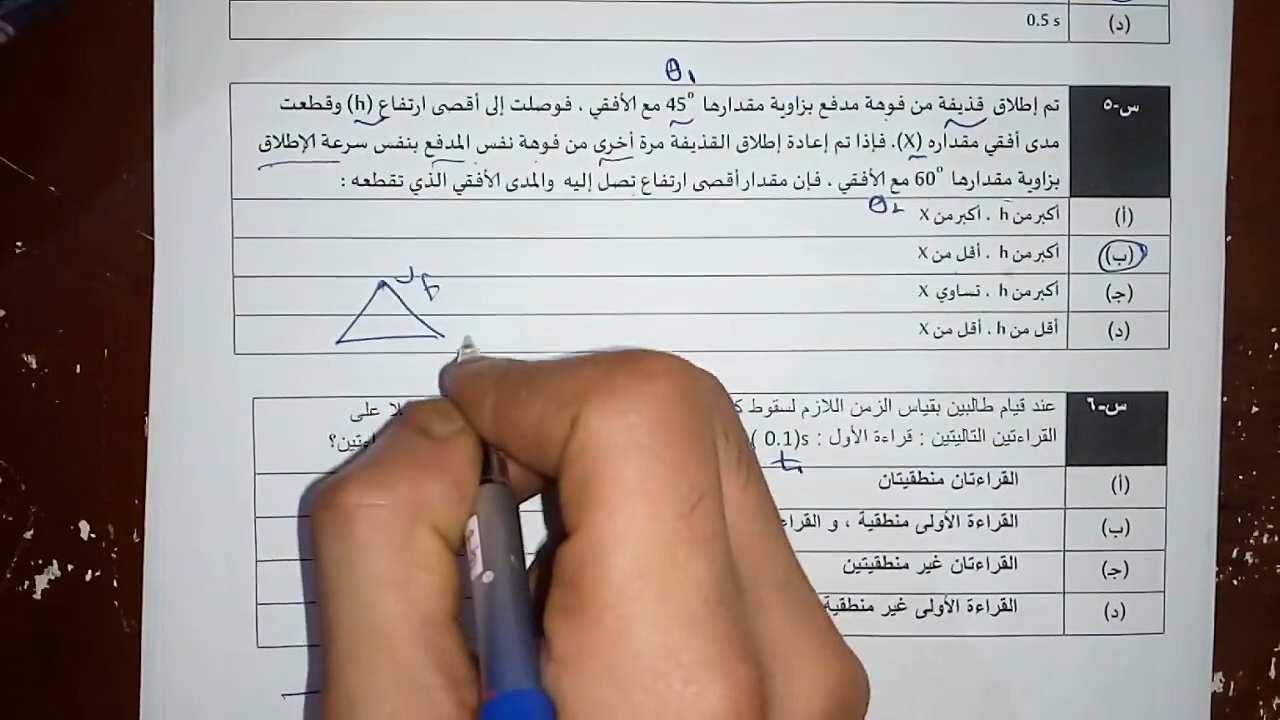 (د) 0.5 s
θ₁
س-٥ تم إطلاق قذيفة من فوهة مدفع بزاوية مقدارها 45° مع الأفقي ، فوصلت إلى أقصى ارتفاع (h) وقطعت
مدى أفقي مقداره (X). فإذا تم إعادة إطلاق القذيفة مرة أخرى من فوهة نفس المدفع بنفس سرعة الإطلاق
بزاوية مقدارها 60° مع الأفقي ، فإن مقدار أقصى ارتفاع تصل إليه والمدى الأفقي الذي تقطعه :
θ₂
(أ) أكبر من h ، أكبر من X
(ب) أكبر من h ، أقل من X
(ج) أكبر من h ، تساوي X
(د) أقل من h ، أقل من X
س-٦ عند قيام طالبين بقياس الزمن اللازم لسقوط على
القراءتين التاليتين : قراءة الأول : 0.1)s)
t₁
(أ) القراءتان منطقيتان
(ب) القراءة الأولى منطقية ، و
(ج) القراءتان غير منطقيتين
(د) القراءة الأولى غير منطقية